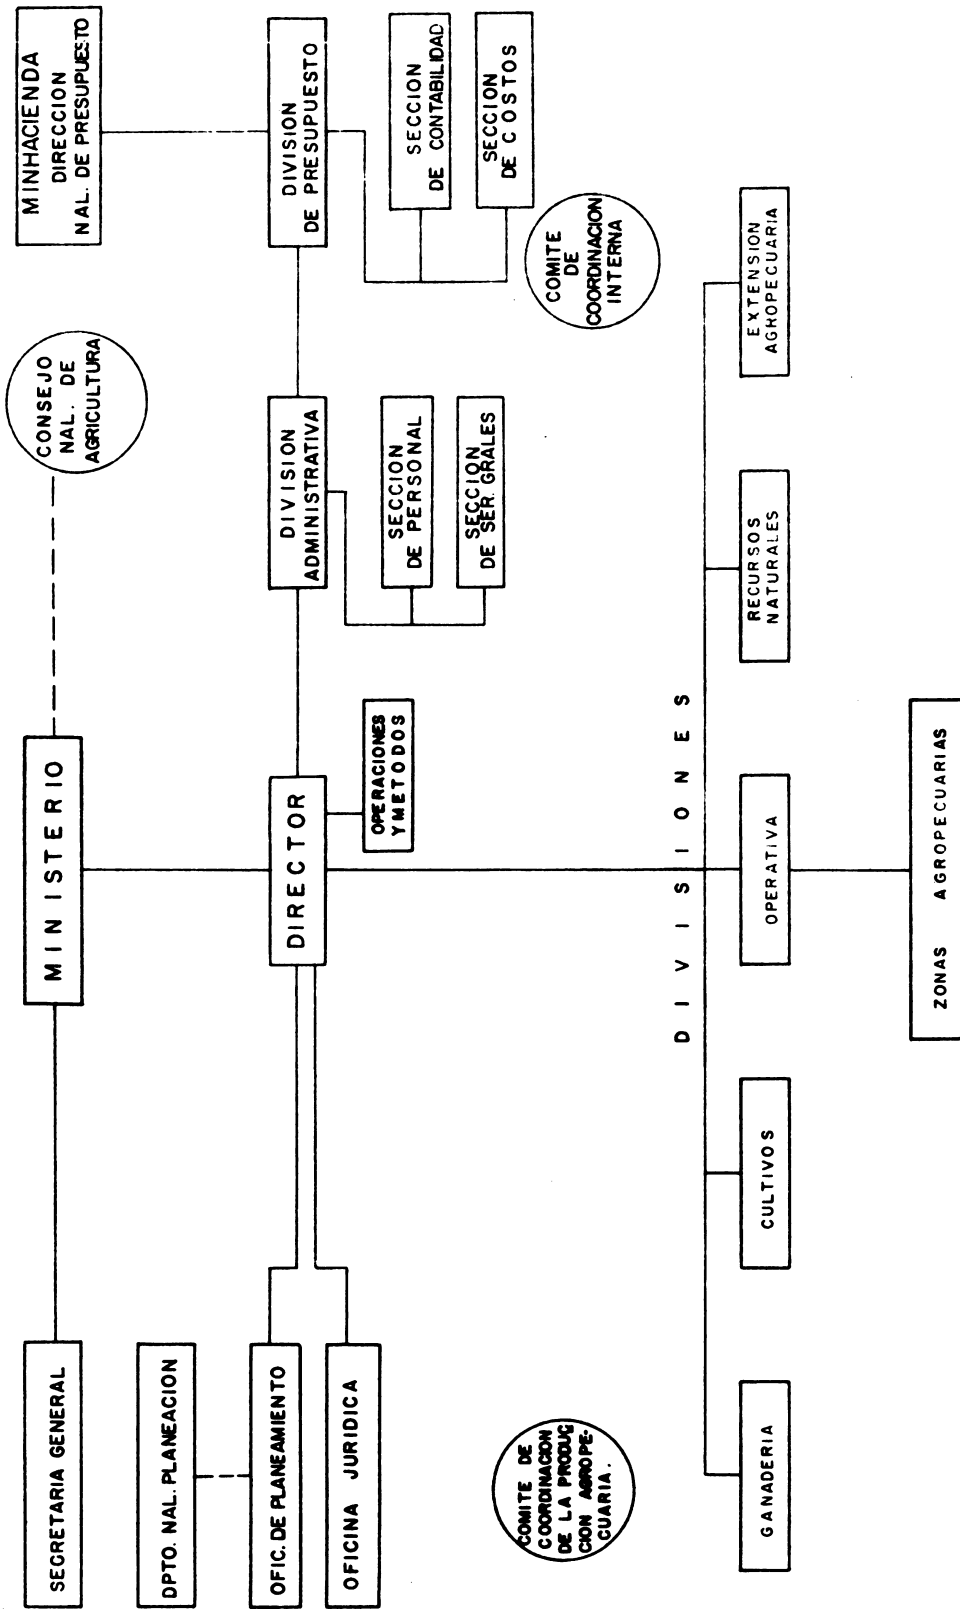 MINISTERIO
SECRETARIA GENERAL
CONSEJO
NAL. DE
AGRICULTURA
MINHACIENDA
DIRECCION
NAL. DE PRESUPUESTO
DPTO. NAL. PLANEACION
OFIC. DE PLANEAMIENTO
OFICINA JURIDICA
DIRECTOR
OPERACIONES
Y METODOS
DIVISION
ADMINISTRATIVA
SECCION
DE PERSONAL
SECCION
DE SER. GRALES
DIVISION
DE PRESUPUESTO
SECCION
DE CONTABILIDAD
SECCION
DE COSTOS
COMITE DE
COORDINACION
DE LA PRODUC
CION AGROPE-
CUARIA.
COMITE
DE
COORDINACION
INTERNA
DIVISIONES
GANADERIA
CULTIVOS
OPERATIVA
RECURSOS
NATURALES
EXTENSION
AGROPECUARIA
ZONAS AGROPECUARIAS